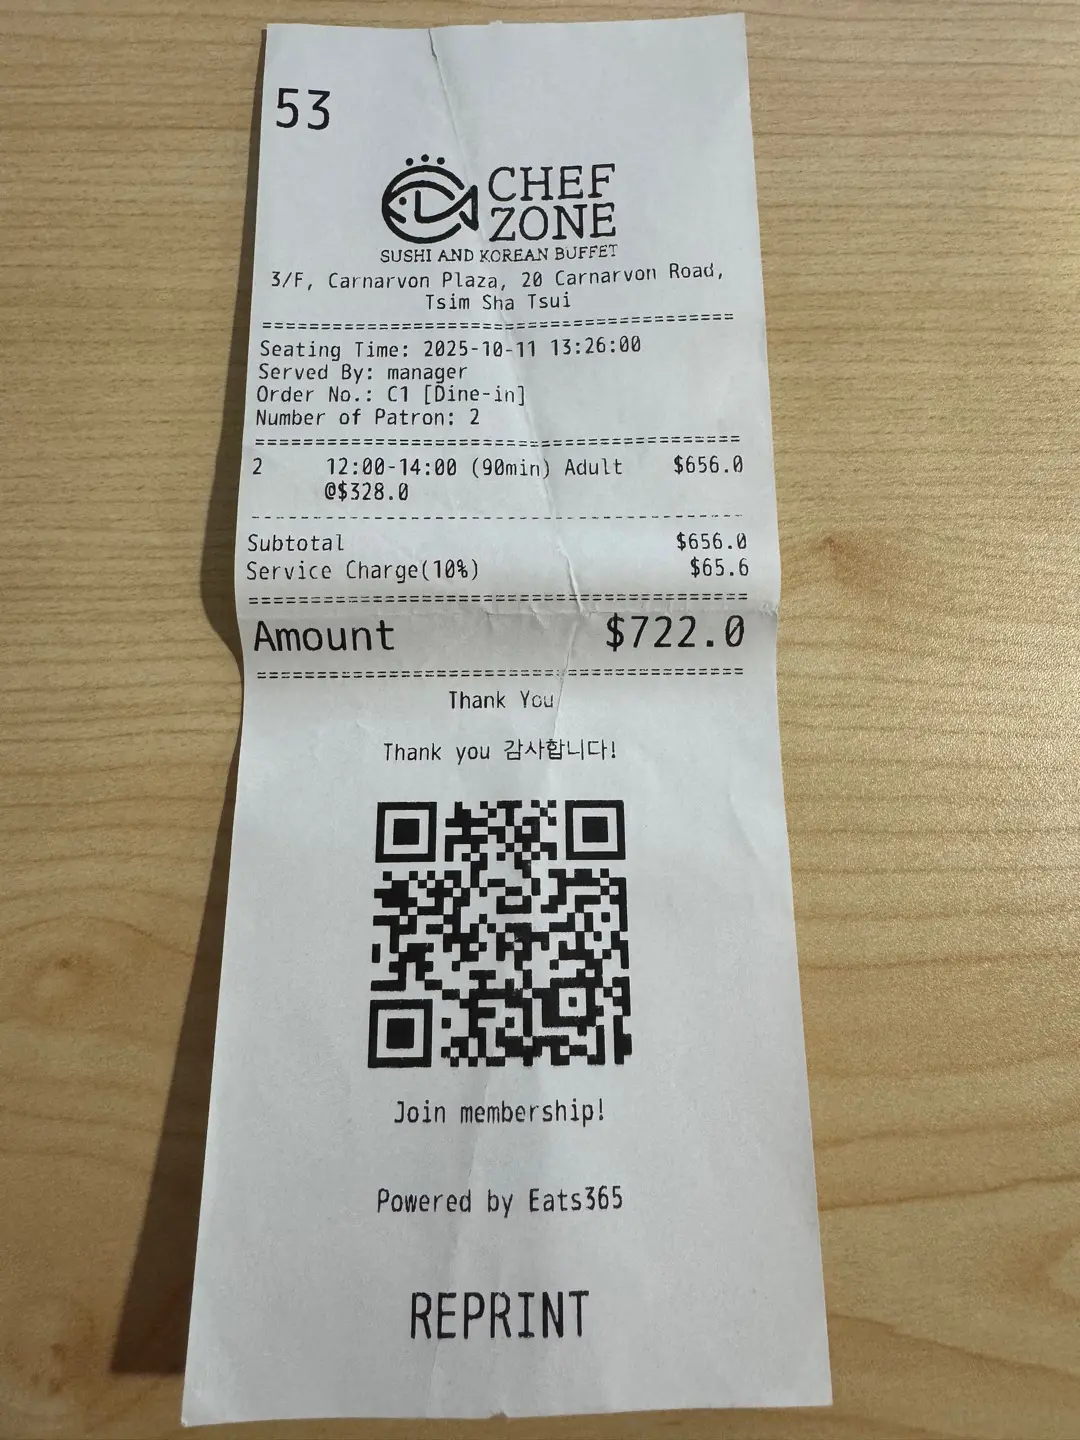 53
CHEF
ZONE
SUSHI AND KOREAN BUFFET
3/F, Carnarvon Plaza, 20 Carnarvon Road,
Tsim Sha Tsui
================================================
Seating Time: 2025-10-11 13:26:00
Served By: manager
Order No.: C1 [Dine-in]
Number of Patron: 2
================================================
2 12:00-14:00 (90min) Adult $656.0
@$328.0
------------------------------------------------
Subtotal $656.0
Service Charge(10%) $65.6
================================================
Amount $722.0
================================================
Thank You
Thank you 감사합니다!
Join membership!
Powered by Eats365
REPRINT